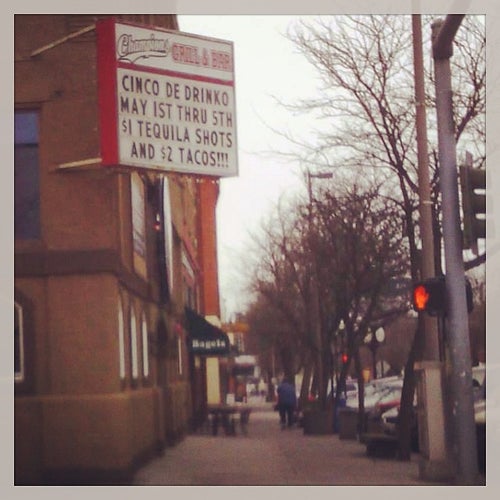 Champions
GRILL & BAR
CINCO DE DRINKO
MAY 1ST THRU 5TH
$1 TEQUILA SHOTS
AND $2 TACOS!!!
Bagels